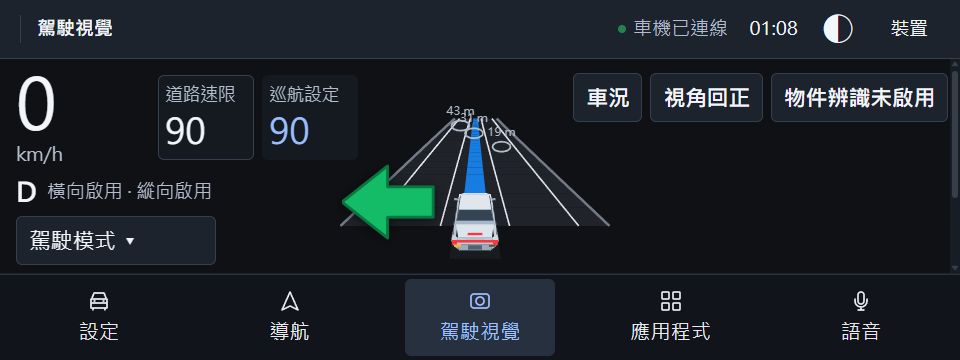 駕駛視覺
車機已連線
01:08
裝置
0
km/h
道路速限
90
巡航設定
90
43 m
31 m
19 m
車況
視角回正
物件辨識未啟用
D 橫向啟用 · 縱向啟用
駕駛模式
設定
導航
駕駛視覺
應用程式
語音